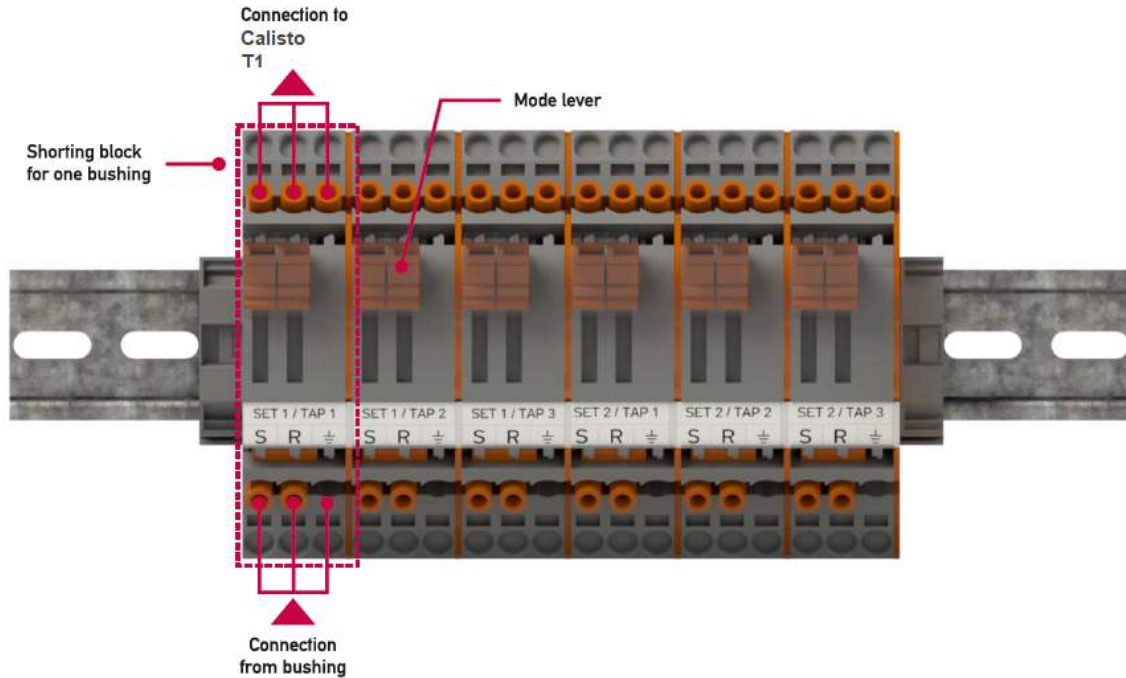 Connection to
Calisto
T1
Mode lever
Shorting block
for one bushing
SET 1 / TAP 1
SET 1 / TAP 2
SET 1 / TAP 3
SET 2 / TAP 1
SET 2 / TAP 2
SET 2 / TAP 3
S R ⏚
S R ⏚
S R ⏚
S R ⏚
S R ⏚
S R ⏚
Connection
from bushing